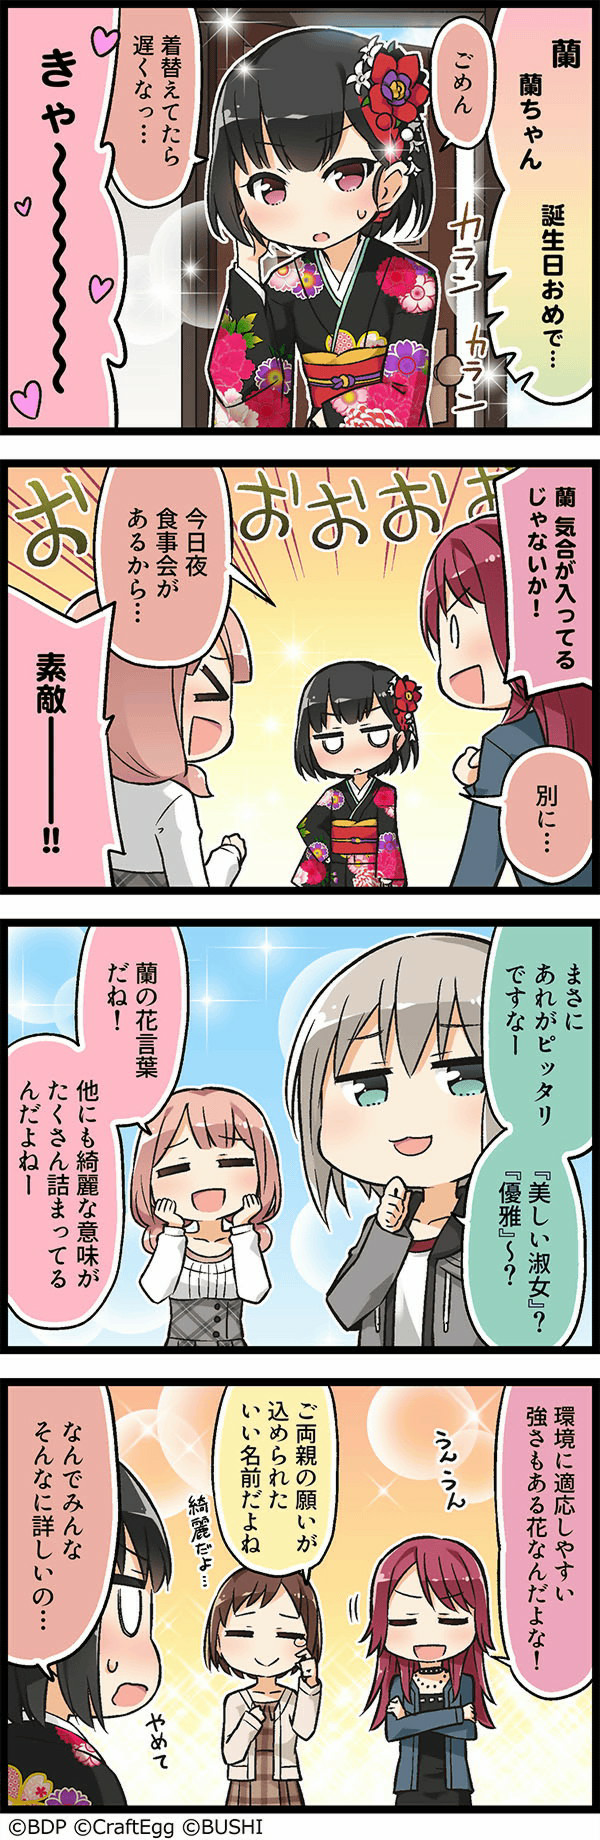 蘭
蘭ちゃん
誕生日おめで…
ごめん
カラン
カラン
着替えてたら
遅くなっ…
きゃ〜〜〜〜〜〜
蘭 気合が入ってる
じゃないか！
おおおおお
別に…
今日夜
食事会が
あるから…
素敵――!!
まさに
あれがピッタリ
ですなー
『美しい淑女』？
『優雅』〜？
蘭の花言葉
だね！
他にも綺麗な意味が
たくさん詰まってる
んだよねー
環境に適応しやすい
強さもある花なんだよな！
うんうん
ご両親の願いが
込められた
いい名前だよね
綺麗だよ…
なんでみんな
そんなに詳しいの…
やめて
©BDP ©CraftEgg ©BUSHI